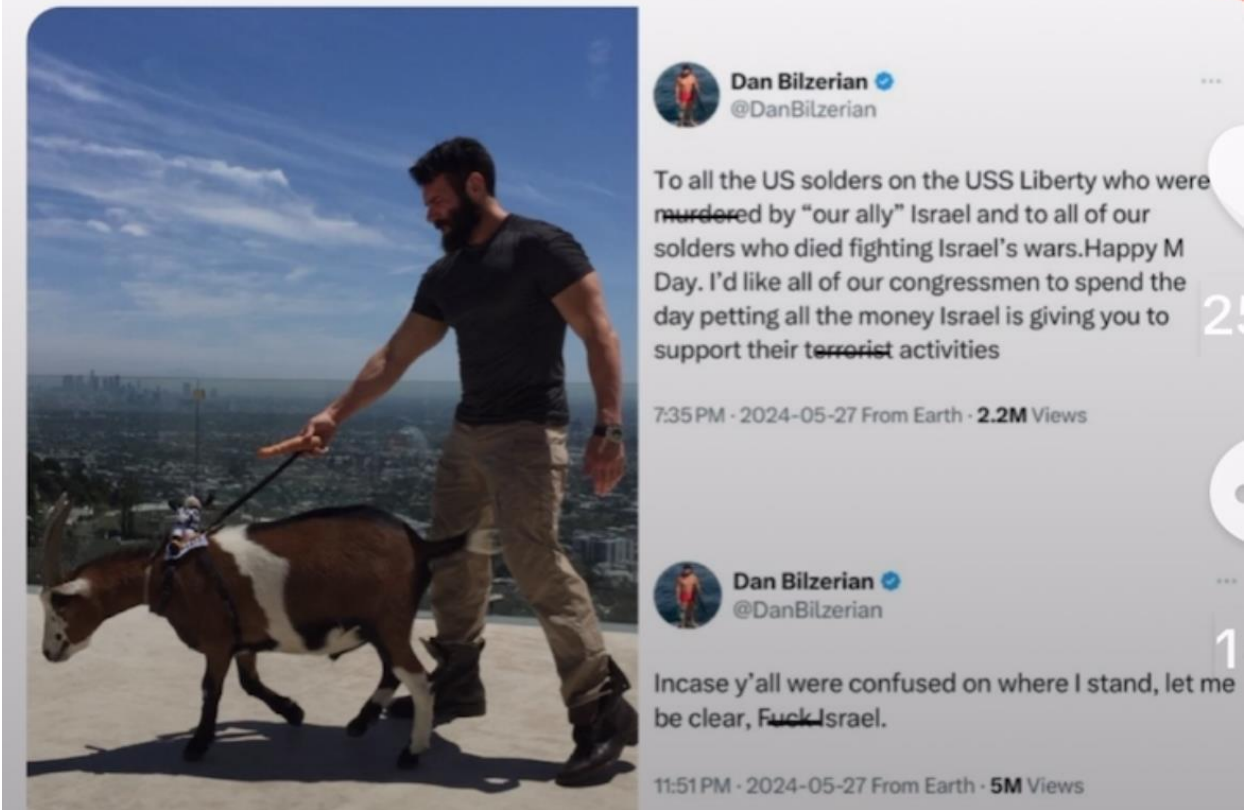 Dan Bilzerian
@DanBilzerian
To all the US solders on the USS Liberty who were
murdered by “our ally” Israel and to all of our
solders who died fighting Israel’s wars.Happy M
Day. I’d like all of our congressmen to spend the
day petting all the money Israel is giving you to
support their terrorist activities
7:35 PM · 2024-05-27 From Earth · 2.2M Views
25
Dan Bilzerian
@DanBilzerian
1
Incase y’all were confused on where I stand, let me
be clear, Fuck Israel.
11:51 PM · 2024-05-27 From Earth · 5M Views